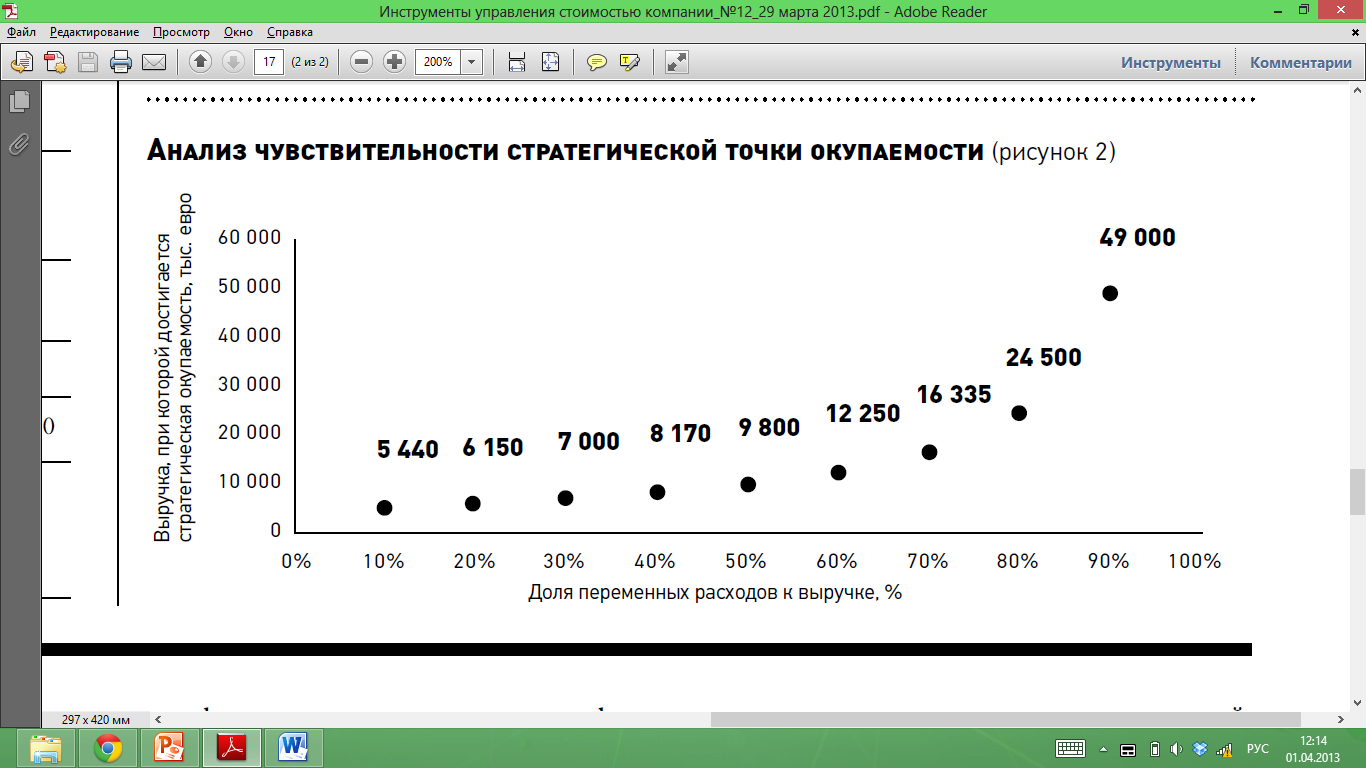 Инструменты управления стоимостью компании_№12_29 марта 2013.pdf - Adobe Reader
Файл Редактирование Просмотр Окно Справка
17 (2 из 2) 200% Инструменты Комментарии
Анализ чувствительности стратегической точки окупаемости (рисунок 2)
Выручка, при которой достигается
стратегическая окупаемость, тыс. евро
60 000
50 000
40 000
30 000
20 000
10 000
0
5 440
6 150
7 000
8 170
9 800
12 250
16 335
24 500
49 000
0% 10% 20% 30% 40% 50% 60% 70% 80% 90% 100%
Доля переменных расходов к выручке, %
0
297 x 420 мм
РУС
12:14
01.04.2013